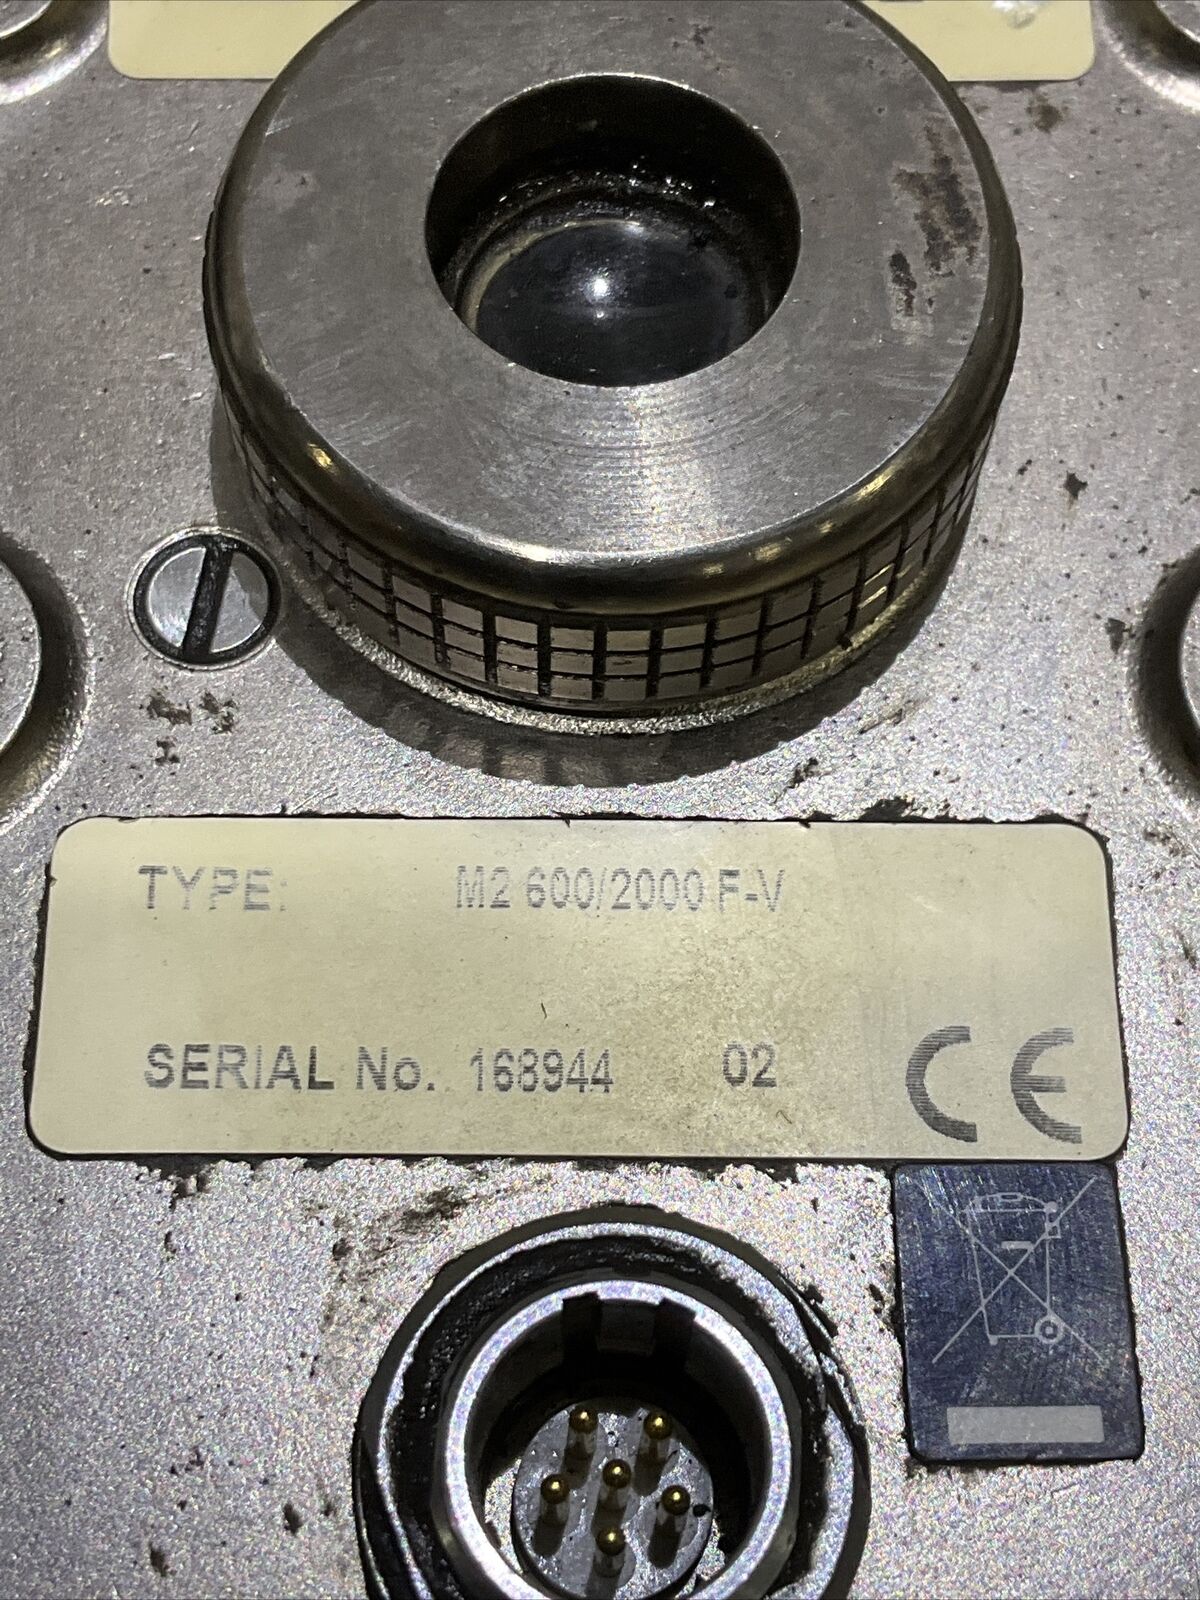 TYPE: M2 600/2000 F-V
SERIAL No. 168944 02 CE